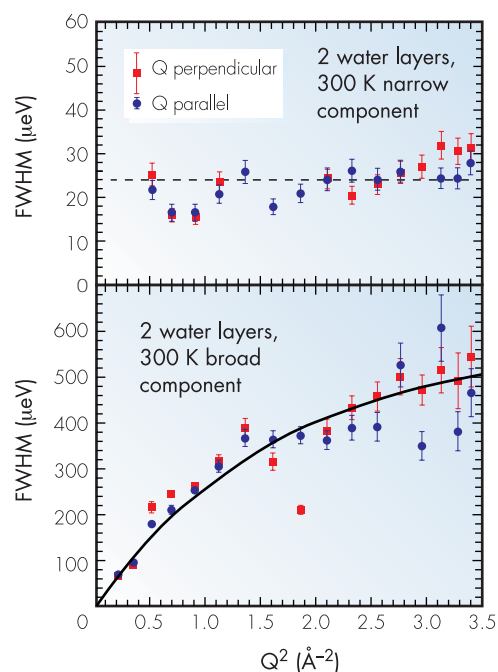 60
50
40
30
20
10
0
FWHM (μeV)
Q perpendicular
Q parallel
2 water layers,
300 K narrow
component
600
500
400
300
200
100
0
FWHM (μeV)
2 water layers,
300 K broad
component
0 0.5 1.0 1.5 2.0 2.5 3.0 3.5
Q² (Å⁻²)